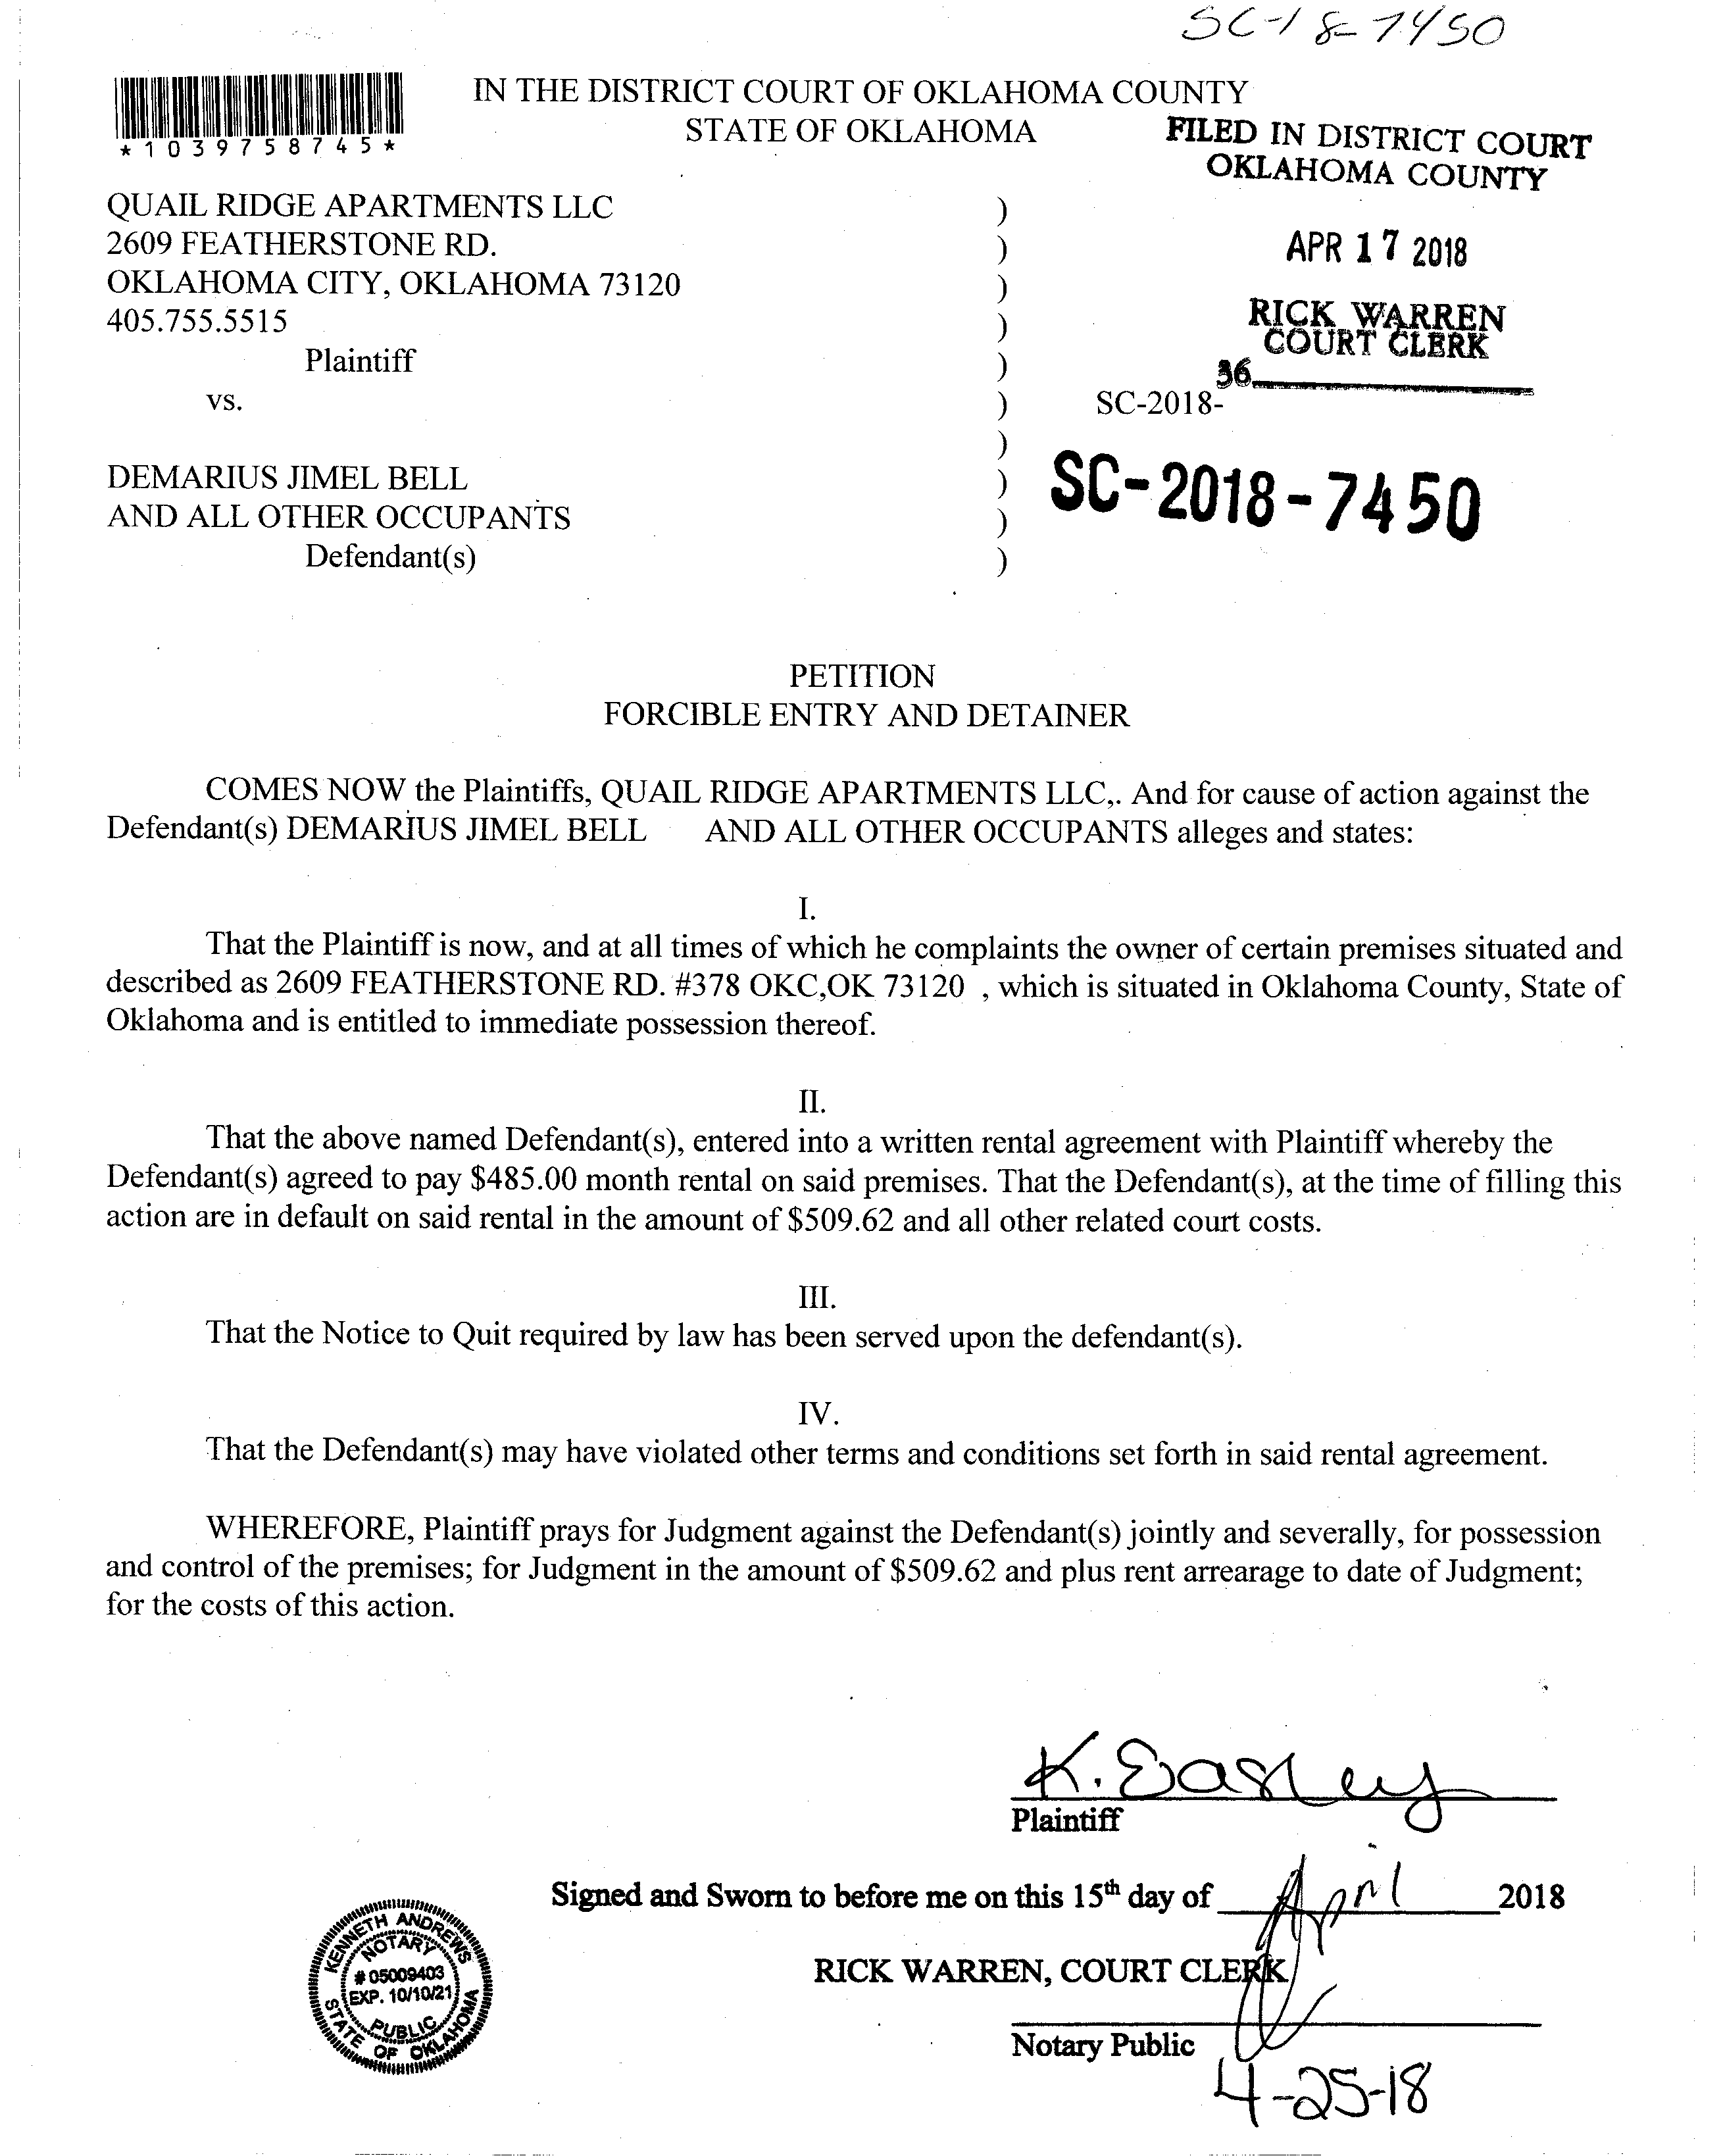 SC-18-7450
*1039758745*
IN THE DISTRICT COURT OF OKLAHOMA COUNTY
STATE OF OKLAHOMA
FILED IN DISTRICT COURT
OKLAHOMA COUNTY
QUAIL RIDGE APARTMENTS LLC )
2609 FEATHERSTONE RD. )
OKLAHOMA CITY, OKLAHOMA 73120 )
405.755.5515 )
Plaintiff )
vs. )
)
DEMARIUS JIMEL BELL )
AND ALL OTHER OCCUPANTS )
Defendant(s) )
APR 17 2018
RICK WARREN
COURT CLERK
36
SC-2018-
SC-2018-7450
PETITION
FORCIBLE ENTRY AND DETAINER
COMES NOW the Plaintiffs, QUAIL RIDGE APARTMENTS LLC,. And for cause of action against the
Defendant(s) DEMARIUS JIMEL BELL AND ALL OTHER OCCUPANTS alleges and states:
I.
That the Plaintiff is now, and at all times of which he complaints the owner of certain premises situated and
described as 2609 FEATHERSTONE RD. #378 OKC,OK 73120 , which is situated in Oklahoma County, State of
Oklahoma and is entitled to immediate possession thereof.
II.
That the above named Defendant(s), entered into a written rental agreement with Plaintiff whereby the
Defendant(s) agreed to pay $485.00 month rental on said premises. That the Defendant(s), at the time of filling this
action are in default on said rental in the amount of $509.62 and all other related court costs.
III.
That the Notice to Quit required by law has been served upon the defendant(s).
IV.
That the Defendant(s) may have violated other terms and conditions set forth in said rental agreement.
WHEREFORE, Plaintiff prays for Judgment against the Defendant(s) jointly and severally, for possession
and control of the premises; for Judgment in the amount of $509.62 and plus rent arrearage to date of Judgment;
for the costs of this action.
K. Easley
Plaintiff
Signed and Sworn to before me on this 15th day of April 2018
RICK WARREN, COURT CLERK
Notary Public
4-25-18
KENNETH ANDREWS
NOTARY
# 05009403
EXP. 10/10/21
PUBLIC
STATE OF OKLAHOMA